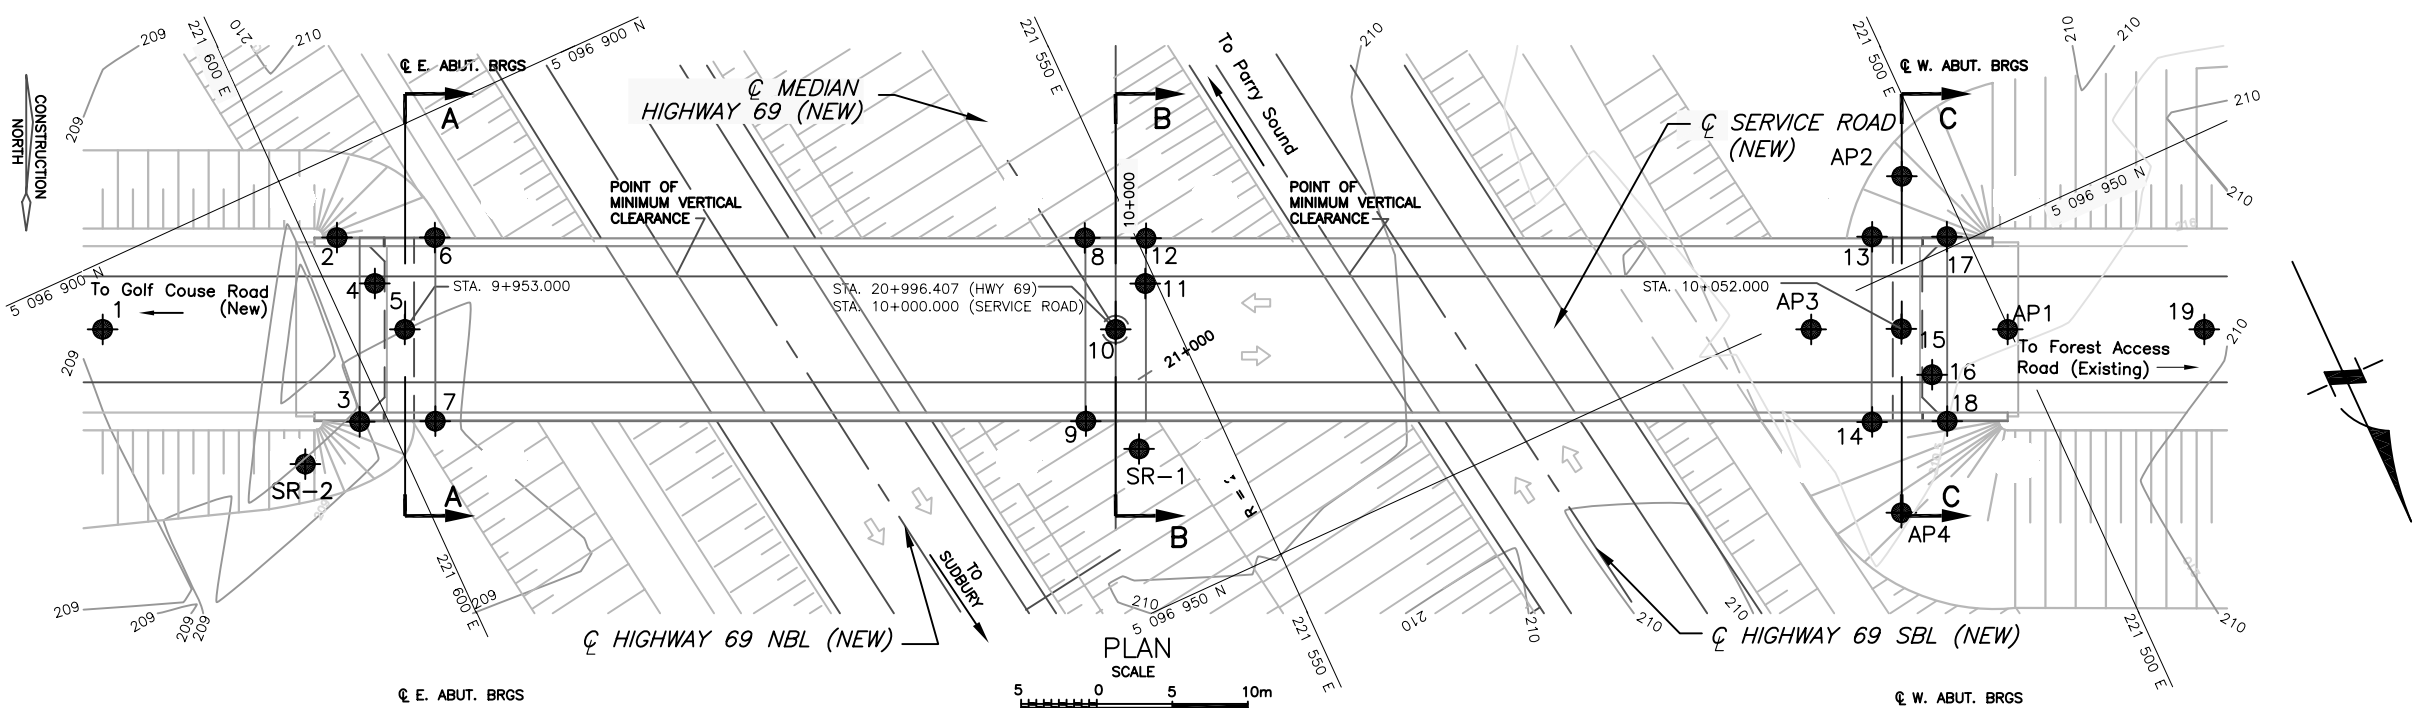 209
210
210
221 600 E
5 096 900 N
221 550 E
210
221 500 E
210
210
℄ E. ABUT. BRGS
℄ MEDIAN
HIGHWAY 69 (NEW)
To Parry Sound
℄ W. ABUT. BRGS
CONSTRUCTION
NORTH
209
A
B
C
℄ SERVICE ROAD
(NEW)
210
AP2
POINT OF
MINIMUM VERTICAL
CLEARANCE
10+000
POINT OF
MINIMUM VERTICAL
CLEARANCE
5 096 950 N
210
216
2
6
8
12
13
17
5 096 900 N
To Golf Couse Road
(New)
1
4
5
STA. 9+953.000
STA. 20+996.407 (HWY 69)
STA. 10+000.000 (SERVICE ROAD)
11
STA. 10+052.000
AP3
AP1
19
210
10
21+000
15
To Forest Access
Road (Existing)
209
16
3
7
9
14
18
SR-2
SR-1
A
B
R =
C
AP4
TO
SUDBURY
221 600 E
209
209
209
209
209
210
5 096 950 N
221 550 E
210
210
210
210
221 500 E
210
℄ HIGHWAY 69 NBL (NEW)
℄ HIGHWAY 69 SBL (NEW)
PLAN
SCALE
5 0 5 10m
℄ E. ABUT. BRGS
℄ W. ABUT. BRGS